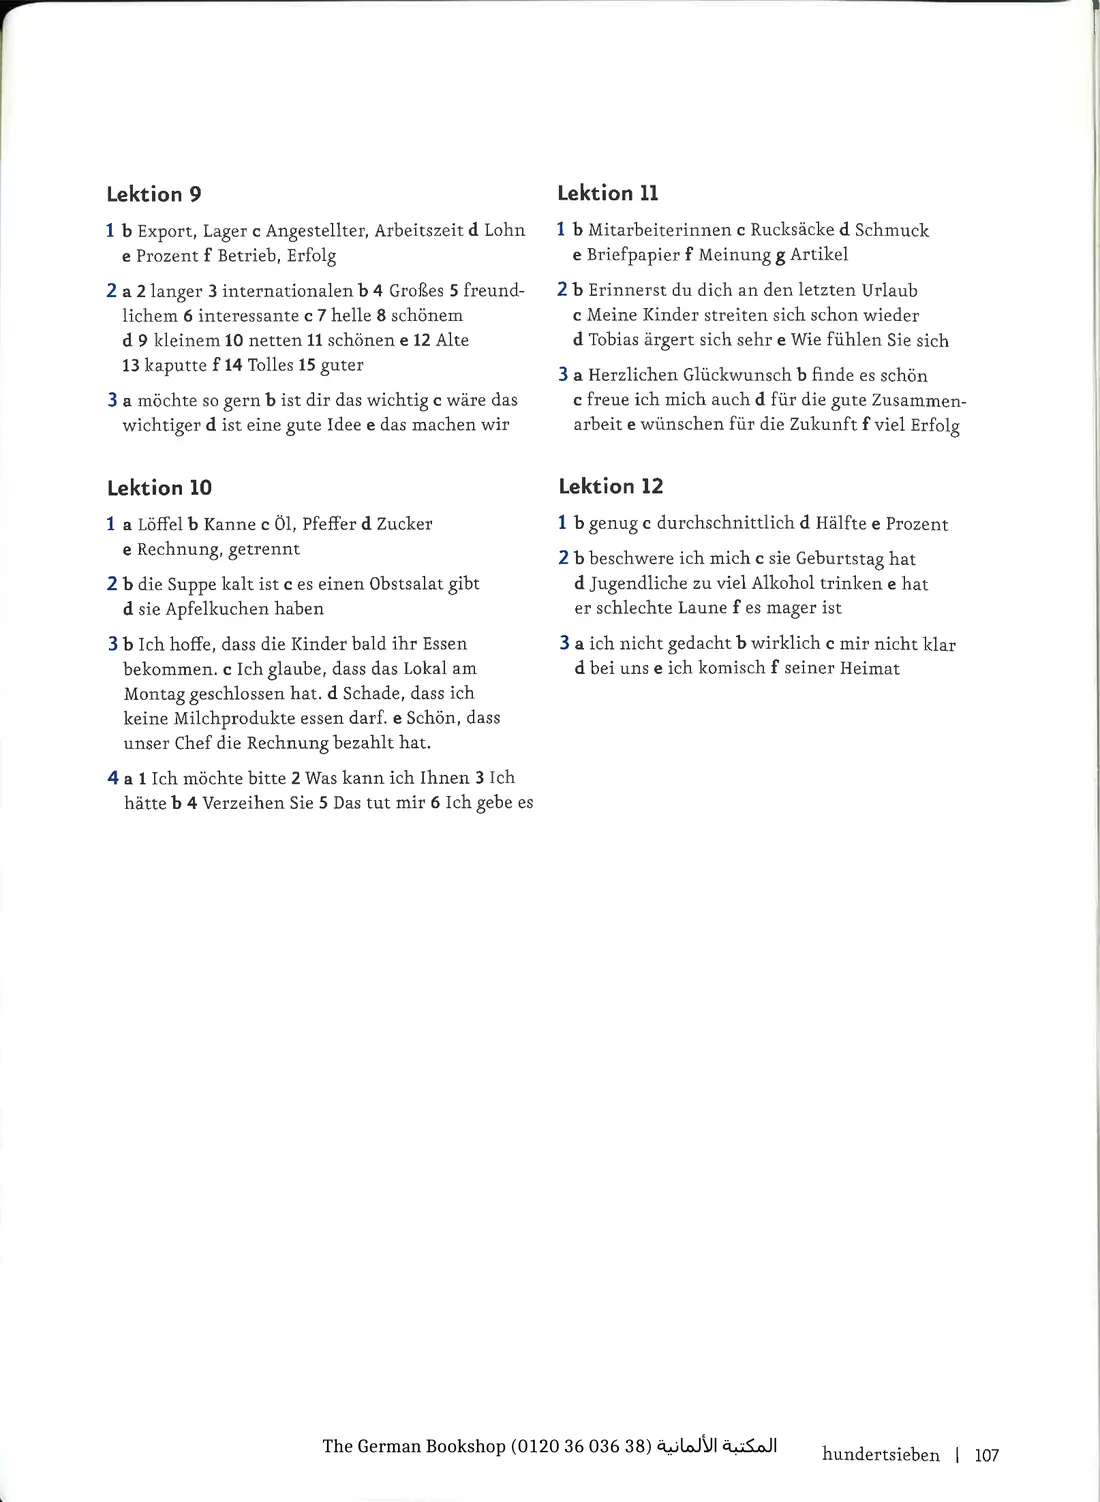 Lektion 9
1 b Export, Lager c Angestellter, Arbeitszeit d Lohn
e Prozent f Betrieb, Erfolg
2 a 2 langer 3 internationalen b 4 Großes 5 freund-
lichem 6 interessante c 7 helle 8 schönem
d 9 kleinem 10 netten 11 schönen e 12 Alte
13 kaputte f 14 Tolles 15 guter
3 a möchte so gern b ist dir das wichtig c wäre das
wichtiger d ist eine gute Idee e das machen wir
Lektion 10
1 a Löffel b Kanne c Öl, Pfeffer d Zucker
e Rechnung, getrennt
2 b die Suppe kalt ist c es einen Obstsalat gibt
d sie Apfelkuchen haben
3 b Ich hoffe, dass die Kinder bald ihr Essen
bekommen. c Ich glaube, dass das Lokal am
Montag geschlossen hat. d Schade, dass ich
keine Milchprodukte essen darf. e Schön, dass
unser Chef die Rechnung bezahlt hat.
4 a 1 Ich möchte bitte 2 Was kann ich Ihnen 3 Ich
hätte b 4 Verzeihen Sie 5 Das tut mir 6 Ich gebe es
Lektion 11
1 b Mitarbeiterinnen c Rucksäcke d Schmuck
e Briefpapier f Meinung g Artikel
2 b Erinnerst du dich an den letzten Urlaub
c Meine Kinder streiten sich schon wieder
d Tobias ärgert sich sehr e Wie fühlen Sie sich
3 a Herzlichen Glückwunsch b finde es schön
c freue ich mich auch d für die gute Zusammen-
arbeit e wünschen für die Zukunft f viel Erfolg
Lektion 12
1 b genug c durchschnittlich d Hälfte e Prozent
2 b beschwere ich mich c sie Geburtstag hat
d Jugendliche zu viel Alkohol trinken e hat
er schlechte Laune f es mager ist
3 a ich nicht gedacht b wirklich c mir nicht klar
d bei uns e ich komisch f seiner Heimat
The German Bookshop (0120 36 036 38) المكتبة الألمانية
hundertsieben | 107